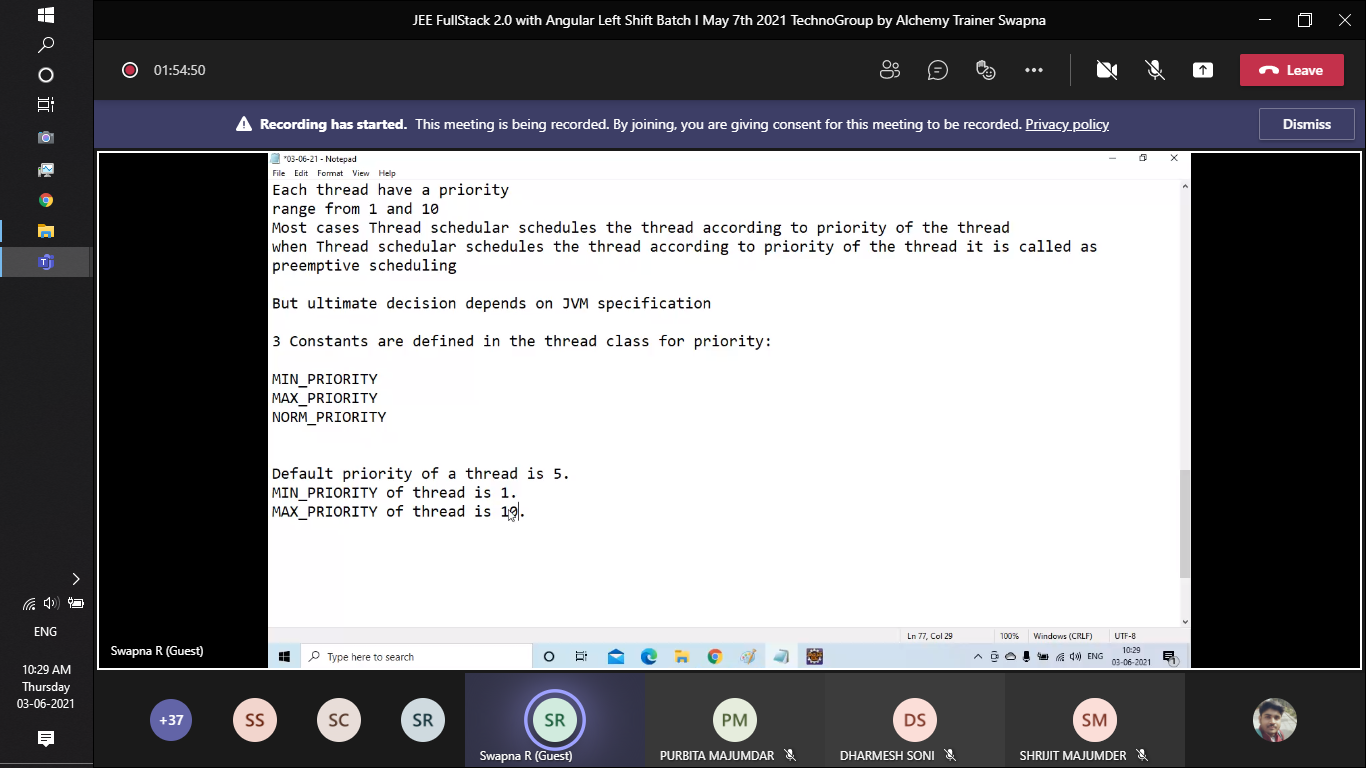 JEE FullStack 2.0 with Angular Left Shift Batch I May 7th 2021 TechnoGroup by Alchemy Trainer Swapna
01:54:50
Leave
Recording has started. This meeting is being recorded. By joining, you are giving consent for this meeting to be recorded. Privacy policy
Dismiss
*03-06-21 - Notepad
File Edit Format View Help
Each thread have a priority
range from 1 and 10
Most cases Thread schedular schedules the thread according to priority of the thread
when Thread schedular schedules the thread according to priority of the thread it is called as
preemptive scheduling
But ultimate decision depends on JVM specification
3 Constants are defined in the thread class for priority:
MIN_PRIORITY
MAX_PRIORITY
NORM_PRIORITY
Default priority of a thread is 5.
MIN_PRIORITY of thread is 1.
MAX_PRIORITY of thread is 10.
Ln 77, Col 29 100% Windows (CRLF) UTF-8
Swapna R (Guest)
Type here to search
ENG
10:29
03-06-2021
1
ENG
10:29 AM
Thursday
03-06-2021
+37
SS
SC
SR
SR
Swapna R (Guest)
PM
PURBITA MAJUMDAR
DS
DHARMESH SONI
SM
SHRIJIT MAJUMDER